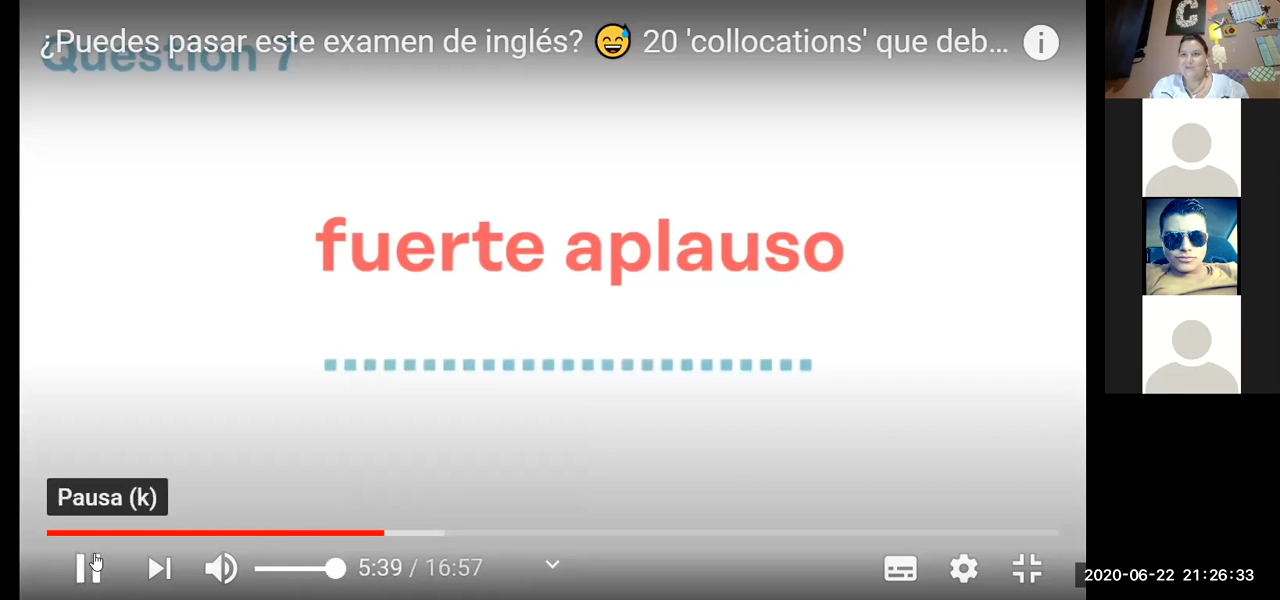 ¿Puedes pasar este examen de inglés? 😅 20 'collocations' que deb...
Question 7
fuerte aplauso
Pausa (k)
5:39 / 16:57
2020-06-22 21:26:33
C